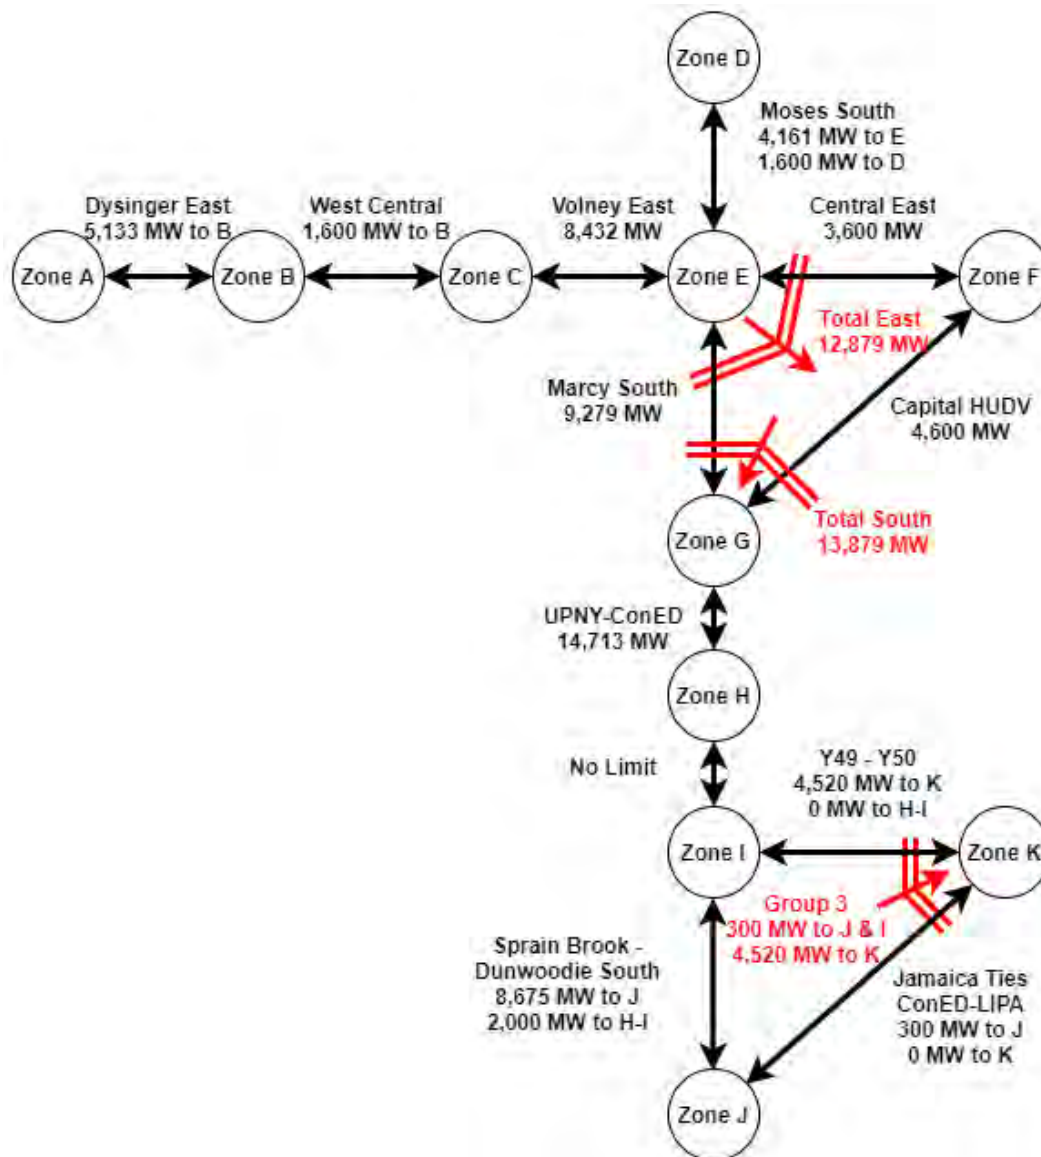 Zone D
Moses South
4,161 MW to E
1,600 MW to D
Dysinger East
5,133 MW to B
West Central
1,600 MW to B
Volney East
8,432 MW
Central East
3,600 MW
Zone A
Zone B
Zone C
Zone E
Zone F
Total East
12,879 MW
Marcy South
9,279 MW
Capital HUDV
4,600 MW
Total South
13,879 MW
Zone G
UPNY-ConED
14,713 MW
Zone H
No Limit
Y49 - Y50
4,520 MW to K
0 MW to H-I
Zone I
Zone K
Group 3
300 MW to J & I
4,520 MW to K
Sprain Brook -
Dunwoodie South
8,675 MW to J
2,000 MW to H-I
Jamaica Ties
ConED-LIPA
300 MW to J
0 MW to K
Zone J